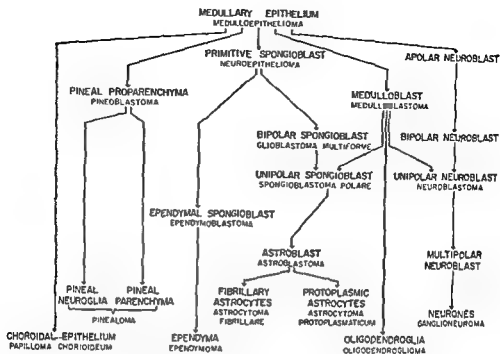 MEDULLARY EPITHELIUM
MEDULLOEPITHELIOMA
PRIMITIVE SPONGIOBLAST
NEUROEPITHELIOMA
APOLAR NEUROBLAST
PINEAL PROPARENCHYMA
PINEOBLASTOMA
MEDULLOBLAST
MEDULLOBLASTOMA
BIPOLAR SPONGIOBLAST
GLIOBLASTOMA MULTIFORME
BIPOLAR NEUROBLAST
UNIPOLAR SPONGIOBLAST
SPONGIOBLASTOMA POLARE
UNIPOLAR NEUROBLAST
NEUROBLASTOMA
EPENDYMAL SPONGIOBLAST
EPENDYMOBLASTOMA
ASTROBLAST
ASTROBLASTOMA
MULTIPOLAR
NEUROBLAST
PINEAL
NEUROGLIA
PINEAL
PARENCHYMA
PINEALOMA
FIBRILLARY
ASTROCYTES
ASTROCYTOMA
FIBRILLARE
PROTOPLASMIC
ASTROCYTES
ASTROCYTOMA
PROTOPLASMATICUM
NEURONES
GANGLIONEUROMA
CHOROIDAL EPITHELIUM
PAPILLOMA CHORIOIDEUM
EPENDYMA
EPENDYMOMA
OLIGODENDROGLIA
OLIGODENDROGLIOMA